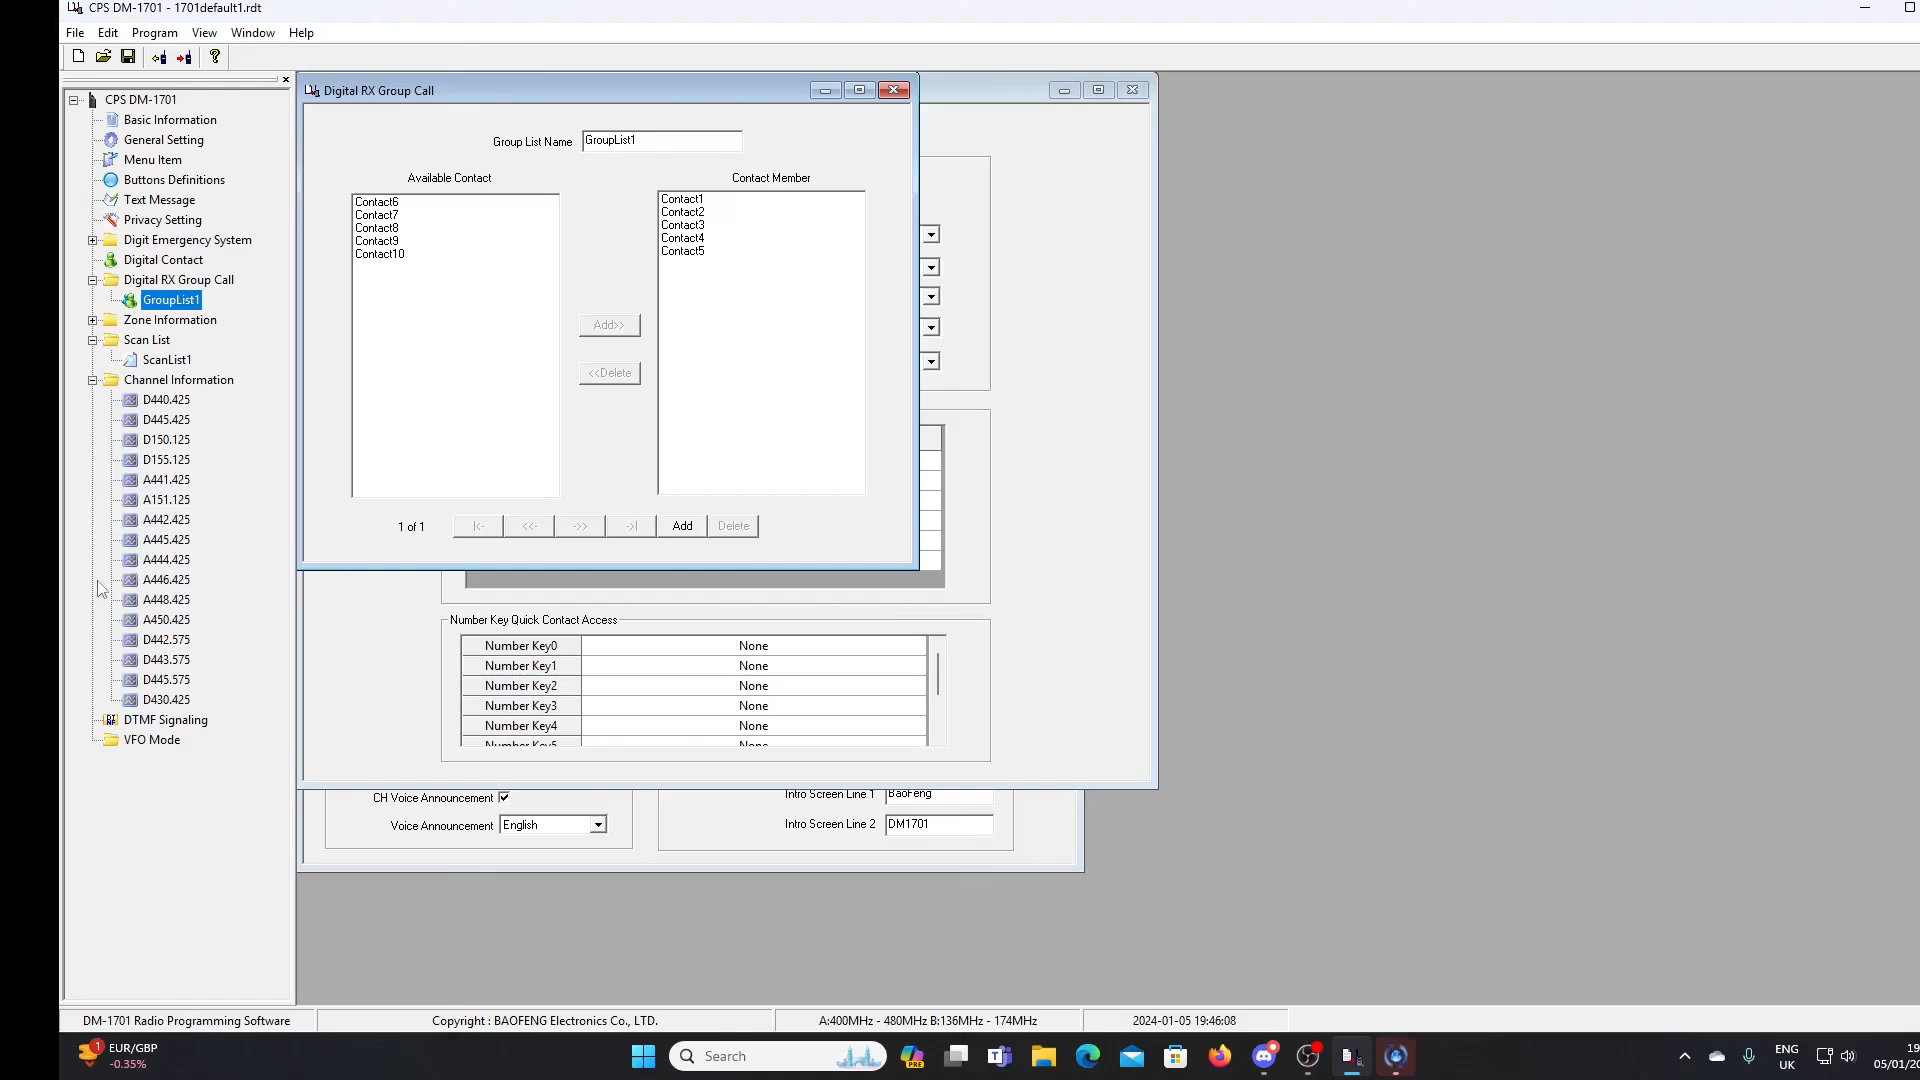 CPS DM-1701 - 1701default1.rdt
File Edit Program View Window Help
CPS DM-1701
Basic Information
General Setting
Menu Item
Buttons Definitions
Text Message
Privacy Setting
Digit Emergency System
Digital Contact
Digital RX Group Call
GroupList1
Zone Information
Scan List
ScanList1
Channel Information
D440.425
D445.425
D150.125
D155.125
A441.425
A151.125
A442.425
A445.425
A444.425
A446.425
A448.425
A450.425
D442.575
D443.575
D445.575
D430.425
DTMF Signaling
VFO Mode
Digital RX Group Call
Group List Name GroupList1
Available Contact
Contact6
Contact7
Contact8
Contact9
Contact10
Add>>
<<Delete
Contact Member
Contact1
Contact2
Contact3
Contact4
Contact5
1 of 1 |<- <<- ->> ->| Add Delete
Number Key Quick Contact Access
Number Key0 None
Number Key1 None
Number Key2 None
Number Key3 None
Number Key4 None
Number Key5 None
CH Voice Announcement
Voice Announcement English
Intro Screen Line 1 BaoFeng
Intro Screen Line 2 DM1701
DM-1701 Radio Programming Software
Copyright : BAOFENG Electronics Co., LTD.
A:400MHz - 480MHz B:136MHz - 174MHz
2024-01-05 19:46:08
1
EUR/GBP
-0.35%
Search
PRE
ENG
UK
19
05/01/20